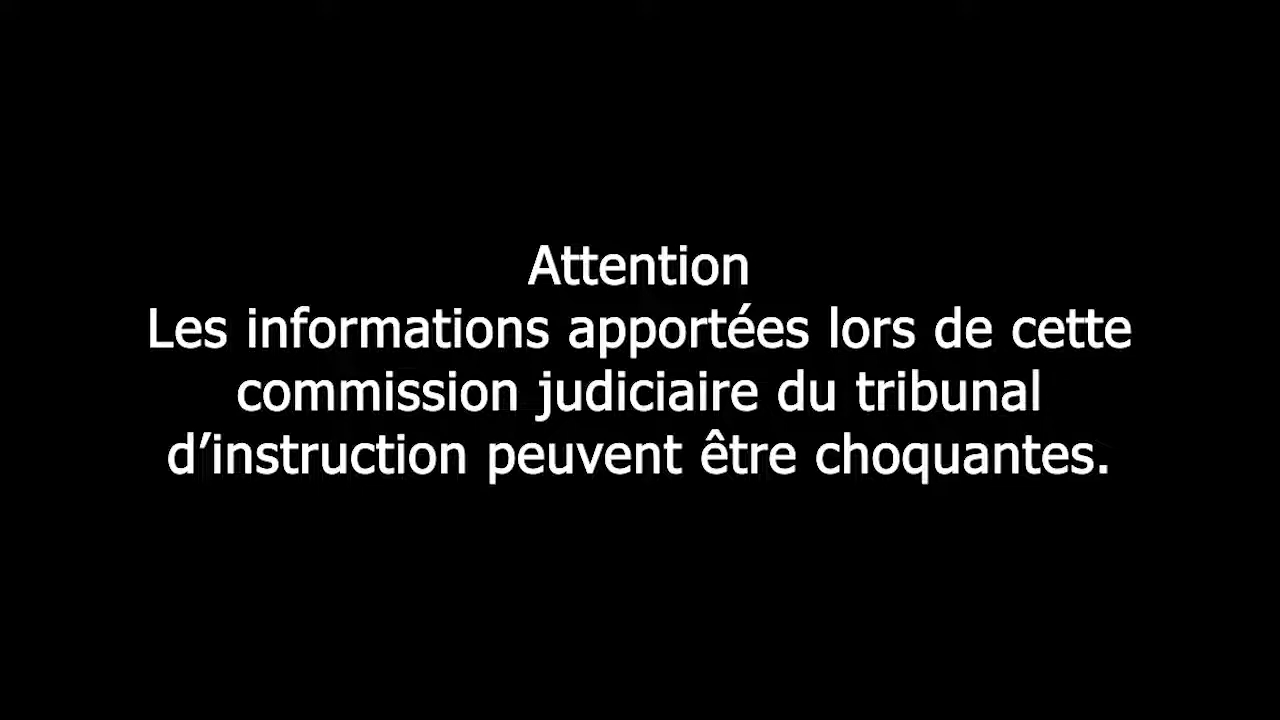 Attention
Les informations apportées lors de cette
commission judiciaire du tribunal
d’instruction peuvent être choquantes.